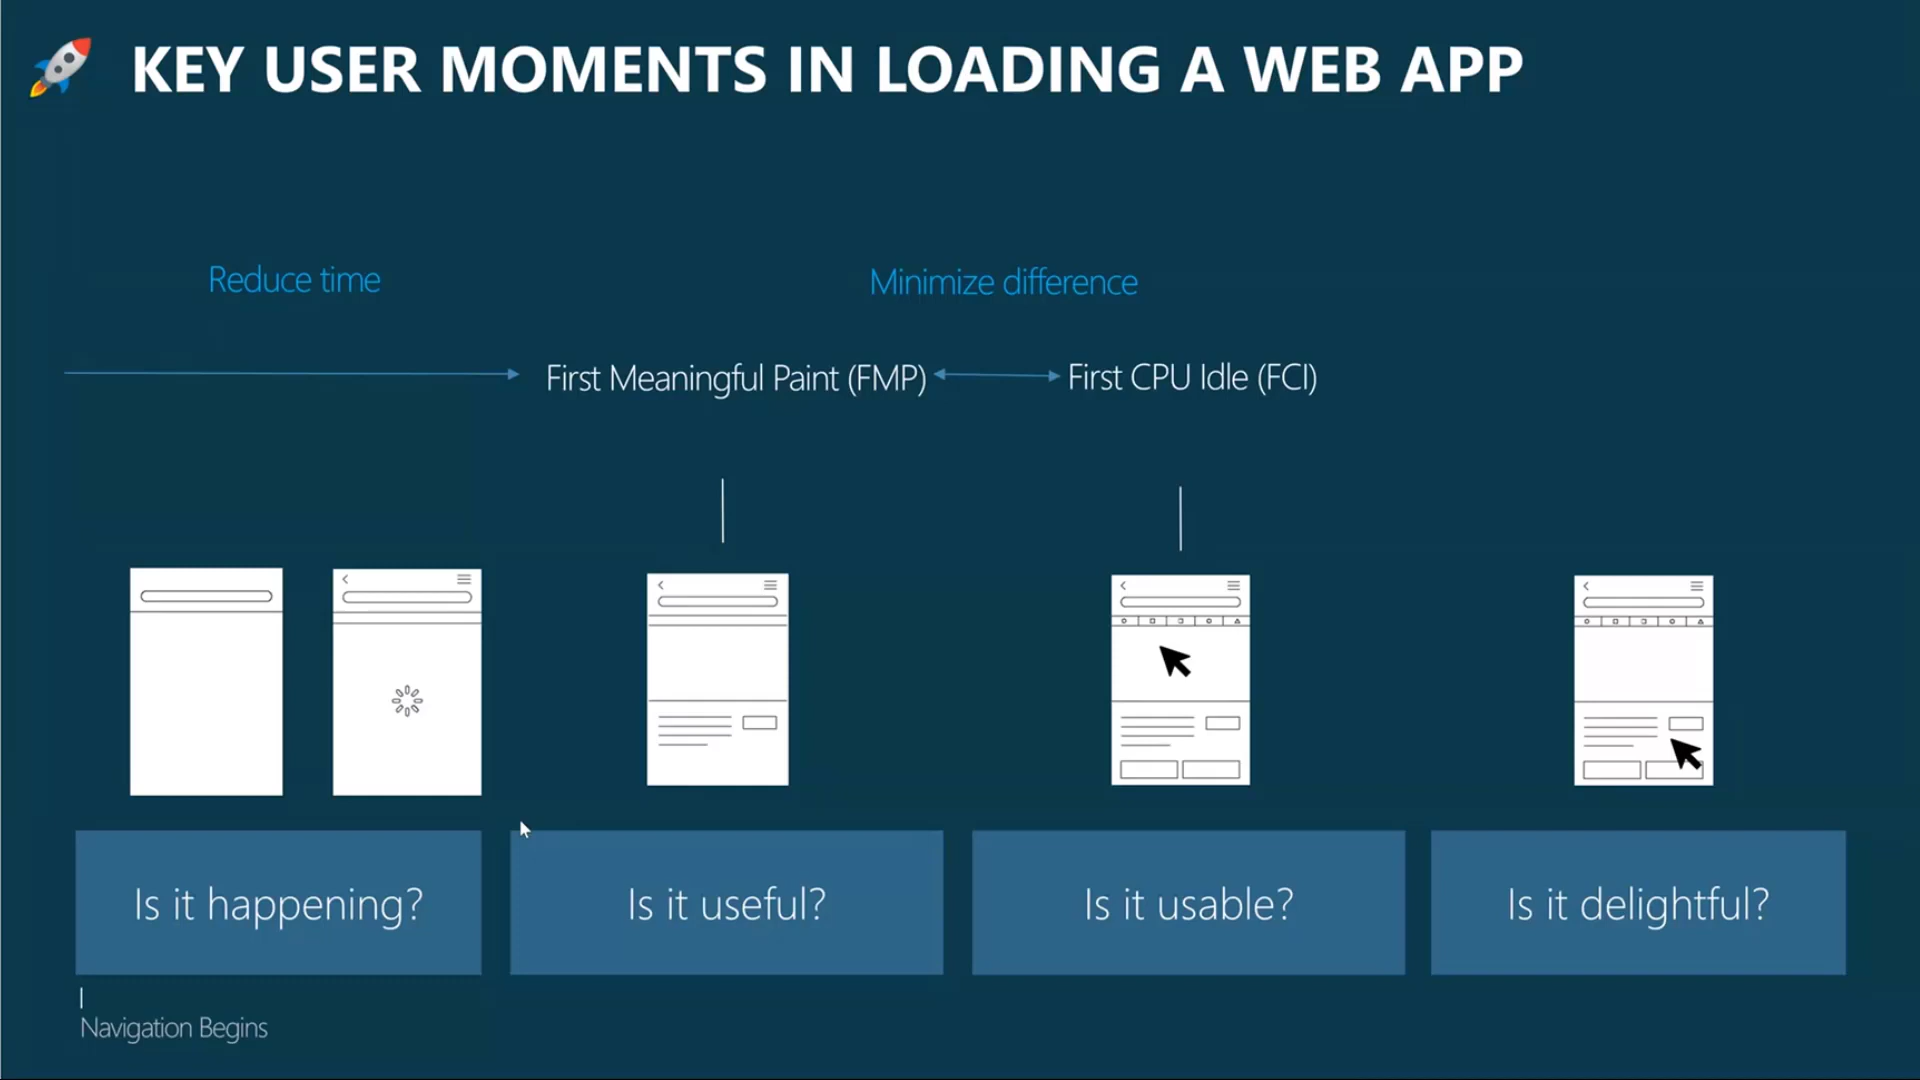 KEY USER MOMENTS IN LOADING A WEB APP
Reduce time
Minimize difference
First Meaningful Paint (FMP)
First CPU Idle (FCI)
Is it happening?
Is it useful?
Is it usable?
Is it delightful?
Navigation Begins